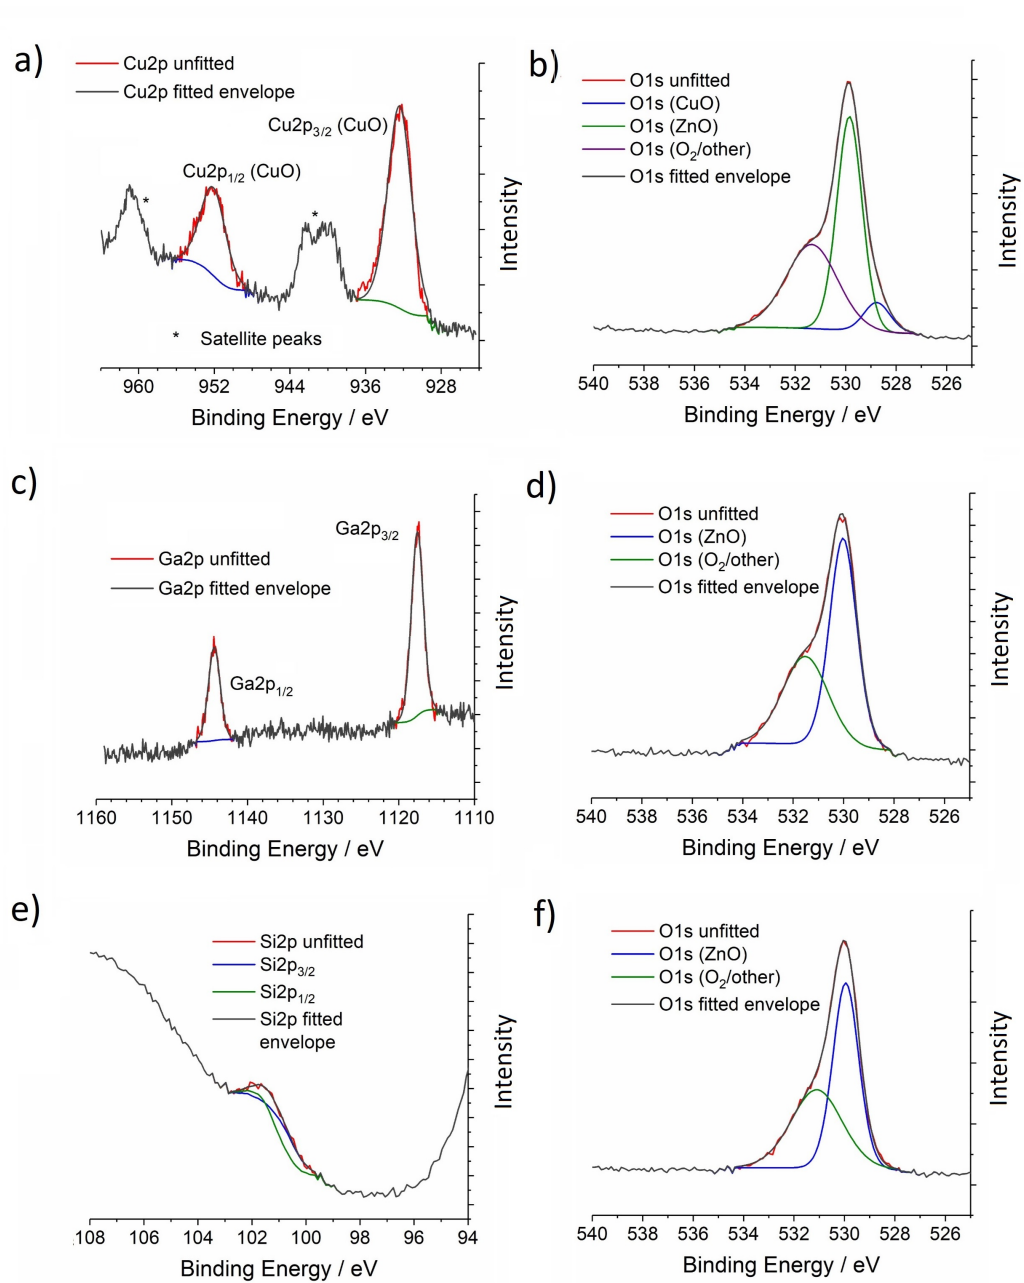 a)
Cu2p unfitted
Cu2p fitted envelope
Cu2p3/2 (CuO)
Cu2p1/2 (CuO)
*
*
* Satellite peaks
Intensity
960 952 944 936 928
Binding Energy / eV
b)
O1s unfitted
O1s (CuO)
O1s (ZnO)
O1s (O2/other)
O1s fitted envelope
Intensity
540 538 536 534 532 530 528 526
Binding Energy / eV
c)
Ga2p3/2
Ga2p unfitted
Ga2p fitted envelope
Ga2p1/2
Intensity
1160 1150 1140 1130 1120 1110
Binding Energy / eV
d)
O1s unfitted
O1s (ZnO)
O1s (O2/other)
O1s fitted envelope
Intensity
540 538 536 534 532 530 528 526
Binding Energy / eV
e)
Si2p unfitted
Si2p3/2
Si2p1/2
Si2p fitted
envelope
Intensity
108 106 104 102 100 98 96 94
Binding Energy / eV
f)
O1s unfitted
O1s (ZnO)
O1s (O2/other)
O1s fitted envelope
Intensity
540 538 536 534 532 530 528 526
Binding Energy / eV